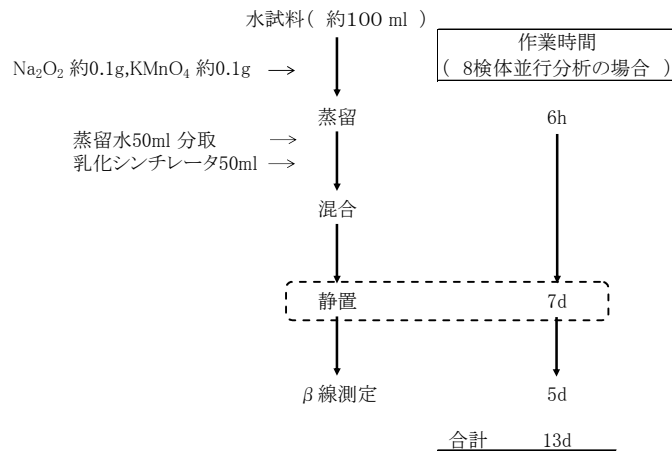 水試料( 約100 ml )
作業時間
( 8検体並行分析の場合 )
Na₂O₂ 約0.1g,KMnO₄ 約0.1g
蒸留
6h
蒸留水50ml 分取
乳化シンチレータ50ml
混合
静置
7d
β線測定
5d
合計
13d